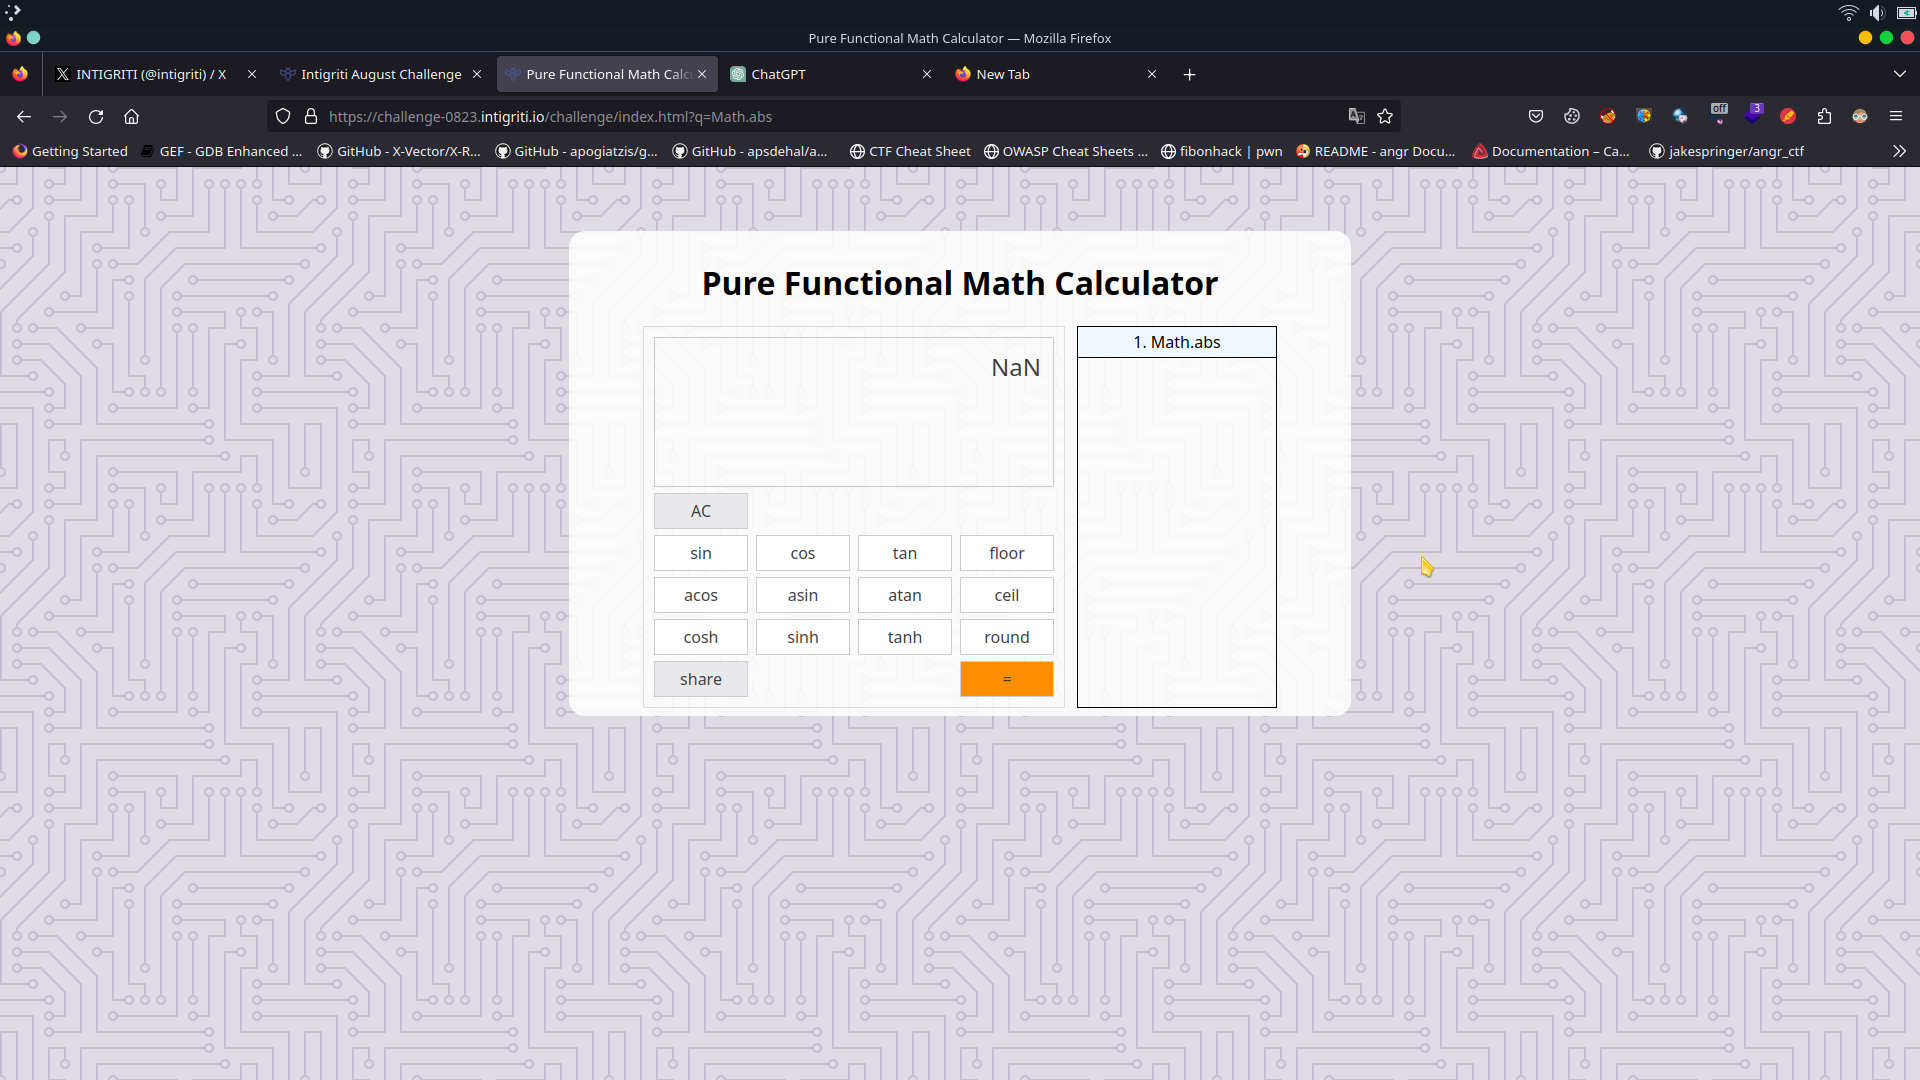 Pure Functional Math Calculator — Mozilla Firefox
INTIGRITI (@intigriti) / X
Intigriti August Challenge
Pure Functional Math Calc
ChatGPT
New Tab
https://challenge-0823.intigriti.io/challenge/index.html?q=Math.abs
off
3
Getting Started
GEF - GDB Enhanced ...
GitHub - X-Vector/X-R...
GitHub - apogiatzis/g...
GitHub - apsdehal/a...
CTF Cheat Sheet
OWASP Cheat Sheets ...
fibonhack | pwn
README - angr Docu...
Documentation – Ca...
jakespringer/angr_ctf
Pure Functional Math Calculator
1. Math.abs
NaN
AC
sin cos tan floor
acos asin atan ceil
cosh sinh tanh round
share =